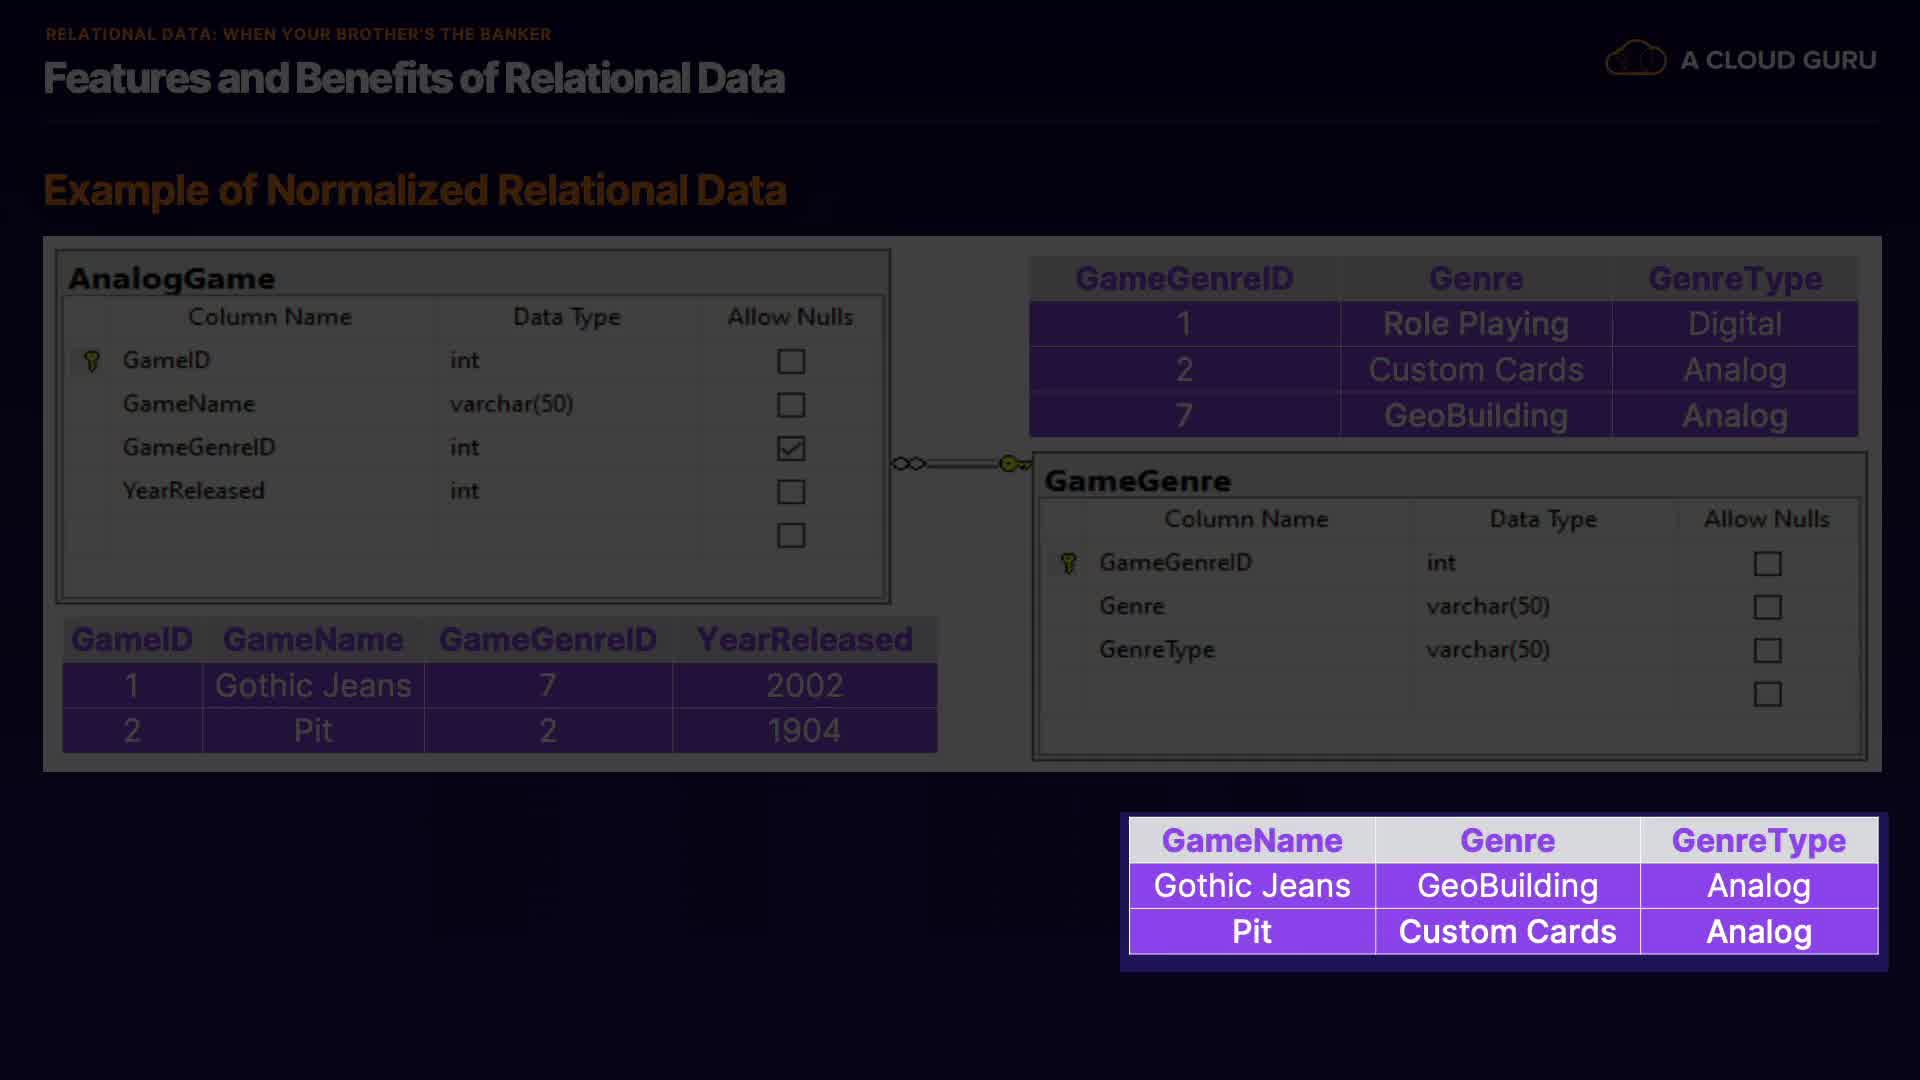 RELATIONAL DATA: WHEN YOUR BROTHER'S THE BANKER
Features and Benefits of Relational Data
A CLOUD GURU
Example of Normalized Relational Data
AnalogGame
Column Name Data Type Allow Nulls
GameID int
GameName varchar(50)
GameGenreID int
YearReleased int
GameGenreID Genre GenreType
1 Role Playing Digital
2 Custom Cards Analog
7 GeoBuilding Analog
GameGenre
Column Name Data Type Allow Nulls
GameGenreID int
Genre varchar(50)
GenreType varchar(50)
GameID GameName GameGenreID YearReleased
1 Gothic Jeans 7 2002
2 Pit 2 1904
GameName Genre GenreType
Gothic Jeans GeoBuilding Analog
Pit Custom Cards Analog